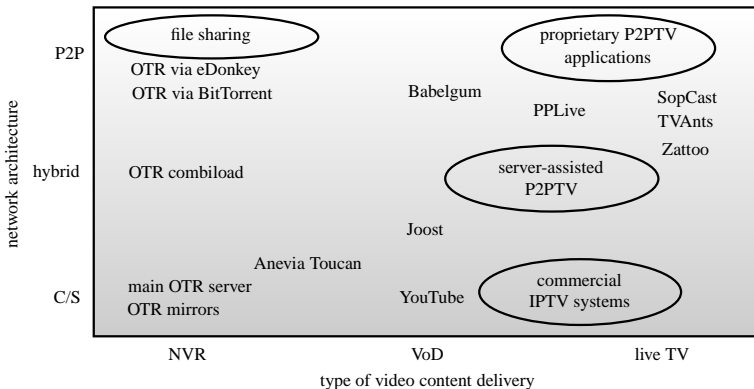 network architecture
P2P
hybrid
C/S
file sharing
OTR via eDonkey
OTR via BitTorrent
proprietary P2PTV
applications
Babelgum
PPLive
SopCast
TVAnts
Zattoo
OTR combiload
server-assisted
P2PTV
Joost
Anevia Toucan
main OTR server
OTR mirrors
YouTube
commercial
IPTV systems
NVR
VoD
live TV
type of video content delivery